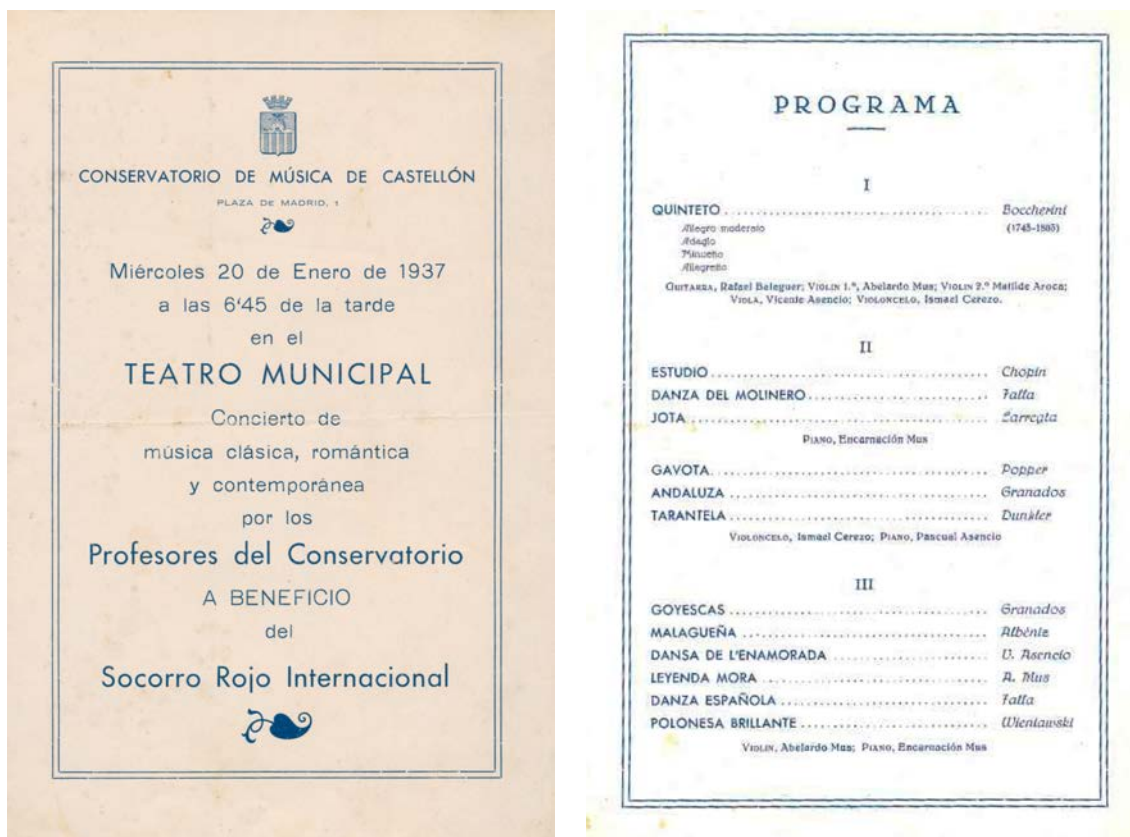 CONSERVATORIO DE MÚSICA DE CASTELLÓN
PLAZA DE MADRID, 1
Miércoles 20 de Enero de 1937
a las 6'45 de la tarde
en el
TEATRO MUNICIPAL
Concierto de
música clásica, romántica
y contemporánea
por los
Profesores del Conservatorio
A BENEFICIO
del
Socorro Rojo Internacional
PROGRAMA
I
QUINTETO ........ Boccherini
Allegro moderato (1743-1805)
Adagio
Minueto
Allegreto
GUITARRA, Rafael Baleguer; VIOLIN 1.º, Abelardo Mus; VIOLIN 2.º Matilde Aroca;
VIOLA, Vicente Asencio; VIOLONCELO, Ismael Cerezo.
II
ESTUDIO ........ Chopín
DANZA DEL MOLINERO ........ Falla
JOTA ........ Larregla
PIANO, Encarnación Mus
GAVOTA ........ Popper
ANDALUZA ........ Granados
TARANTELA ........ Dunkler
VIOLONCELO, Ismael Cerezo; PIANO, Pascual Asencio
III
GOYESCAS ........ Granados
MALAGUEÑA ........ Albéniz
DANSA DE L'ENAMORADA ........ V. Asencio
LEYENDA MORA ........ A. Mus
DANZA ESPAÑOLA ........ Falla
POLONESA BRILLANTE ........ Wieniawski
VIOLIN, Abelardo Mus; PIANO, Encarnación Mus